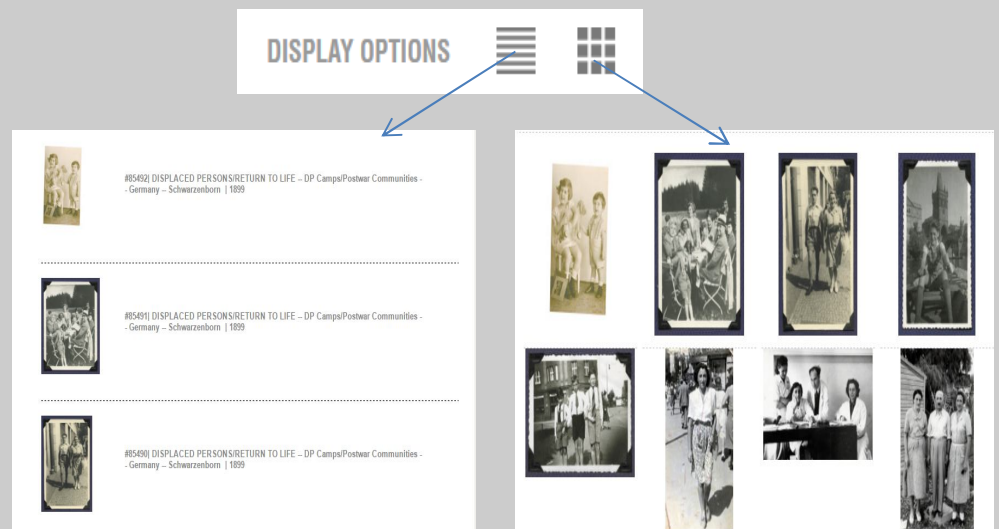 DISPLAY OPTIONS
#85492| DISPLACED PERSONS/RETURN TO LIFE – DP Camps/Postwar Communities -
- Germany – Schwarzenborn | 1899
#85491| DISPLACED PERSONS/RETURN TO LIFE – DP Camps/Postwar Communities -
- Germany – Schwarzenborn | 1899
#85490| DISPLACED PERSONS/RETURN TO LIFE – DP Camps/Postwar Communities -
- Germany – Schwarzenborn | 1899